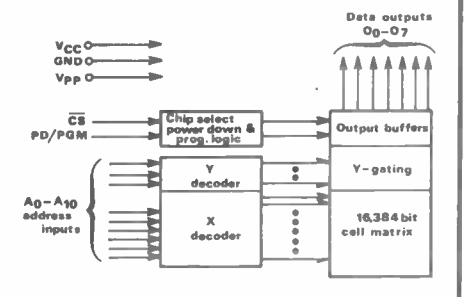 Data outputs
O0–O7
VCC
GND
VPP
CS
PD/PGM
Chip select
power down &
prog. logic
Output buffers
Y
decoder
Y-gating
A0–A10
address
inputs
X
decoder
16,384 bit
cell matrix